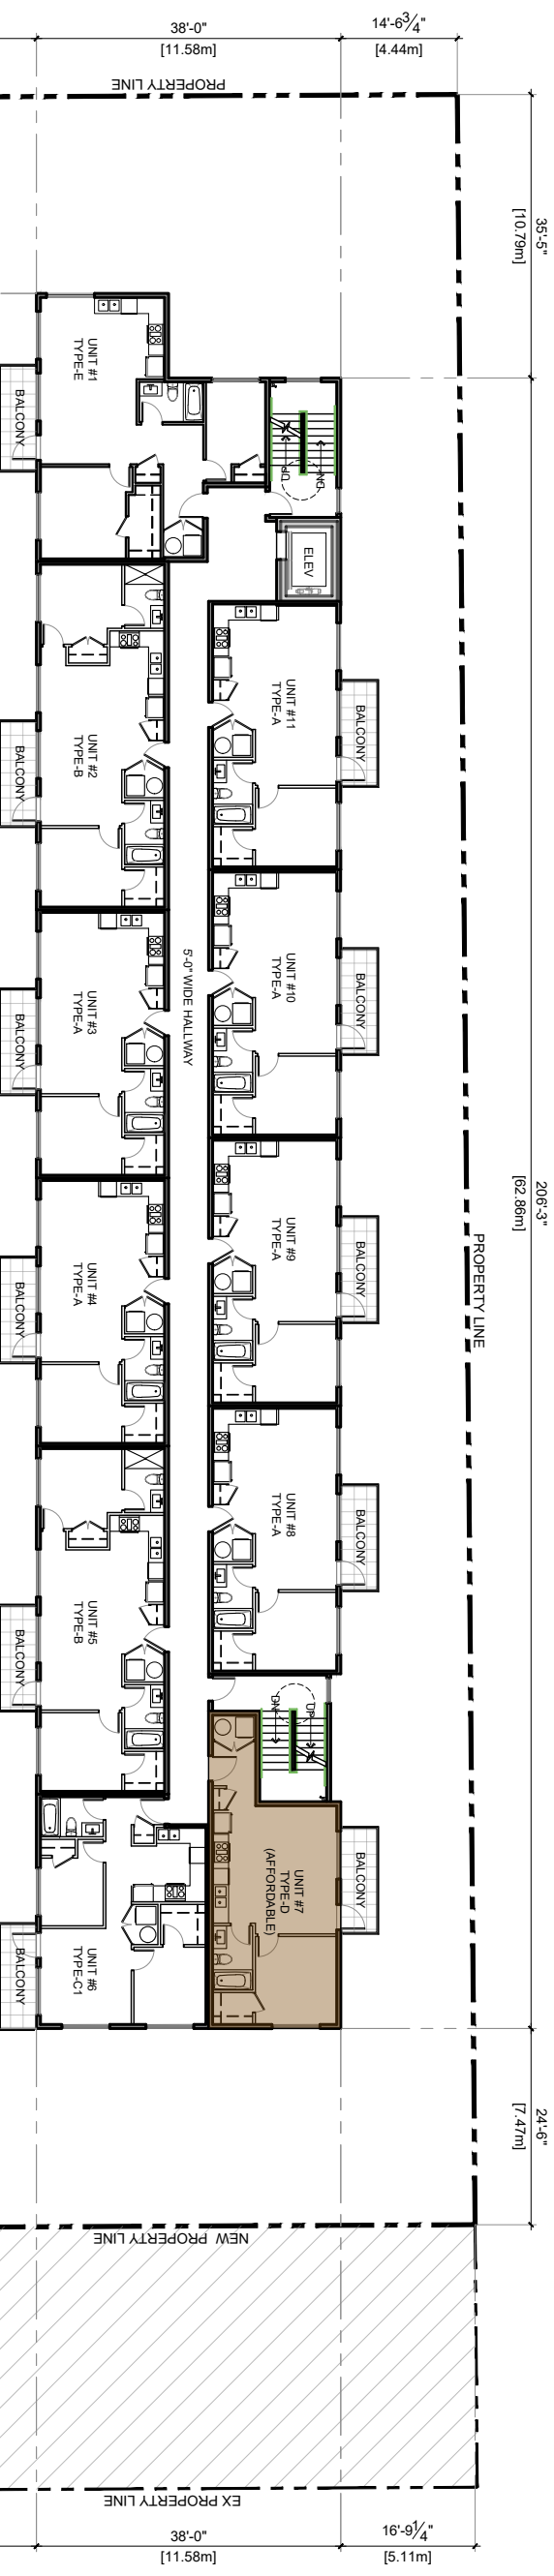 38'-0"
[11.58m]
14'-6 3/4"
[4.44m]
PROPERTY LINE
35'-5"
[10.79m]
UNIT #1
TYPE-E
BALCONY
UP
DN
ELEV
UNIT #11
TYPE-A
BALCONY
UNIT #2
TYPE-B
BALCONY
5'-0" WIDE HALLWAY
UNIT #10
TYPE-A
BALCONY
UNIT #3
TYPE-A
BALCONY
206'-3"
[62.86m]
PROPERTY LINE
UNIT #9
TYPE-A
BALCONY
UNIT #4
TYPE-A
BALCONY
UNIT #8
TYPE-A
BALCONY
UNIT #5
TYPE-B
BALCONY
DN
UP
UNIT #7
TYPE-D
(AFFORDABLE)
BALCONY
UNIT #6
TYPE-C1
BALCONY
24'-6"
[7.47m]
NEW PROPERTY LINE
EX PROPERTY LINE
38'-0"
[11.58m]
16'-9 1/4"
[5.11m]